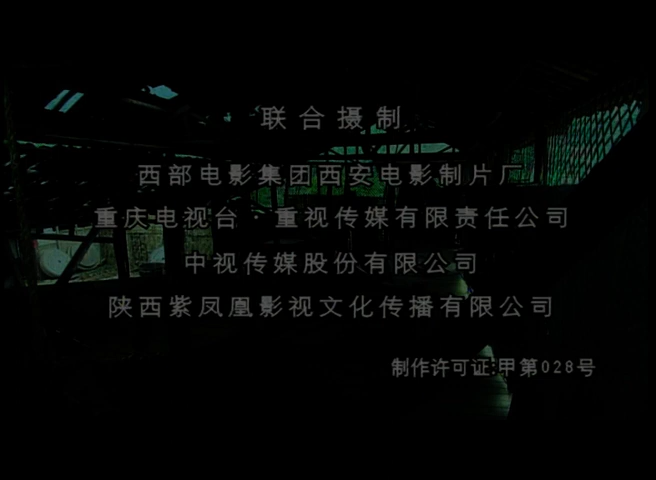 联合摄制
西部电影集团西安电影制片厂
重庆电视台·重视传媒有限责任公司
中视传媒股份有限公司
陕西紫凤凰影视文化传播有限公司
制作许可证:甲第028号